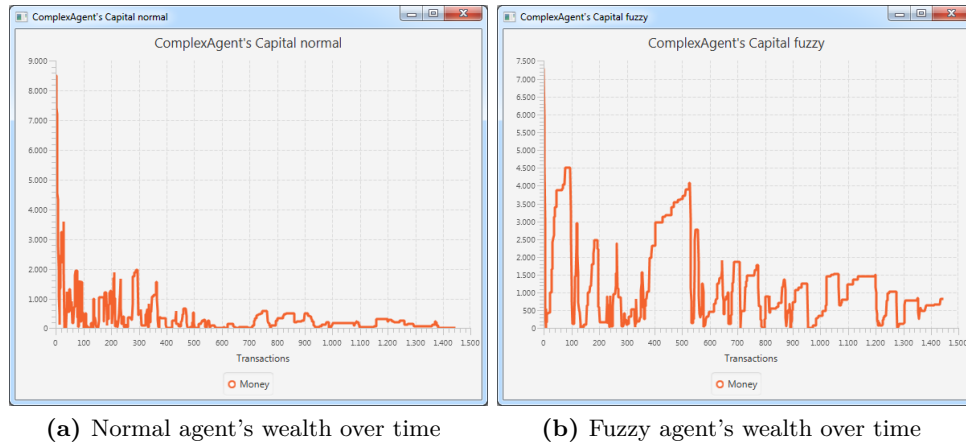 ComplexAgent's Capital normal
ComplexAgent's Capital normal
9.000
8.000
7.000
6.000
5.000
4.000
3.000
2.000
1.000
0
0 100 200 300 400 500 600 700 800 900 1.000 1.100 1.200 1.300 1.400 1.500
Transactions
Money
(a) Normal agent's wealth over time
ComplexAgent's Capital fuzzy
ComplexAgent's Capital fuzzy
7.500
7.000
6.500
6.000
5.500
5.000
4.500
4.000
3.500
3.000
2.500
2.000
1.500
1.000
500
0
0 100 200 300 400 500 600 700 800 900 1.000 1.100 1.200 1.300 1.400 1.500
Transactions
Money
(b) Fuzzy agent's wealth over time